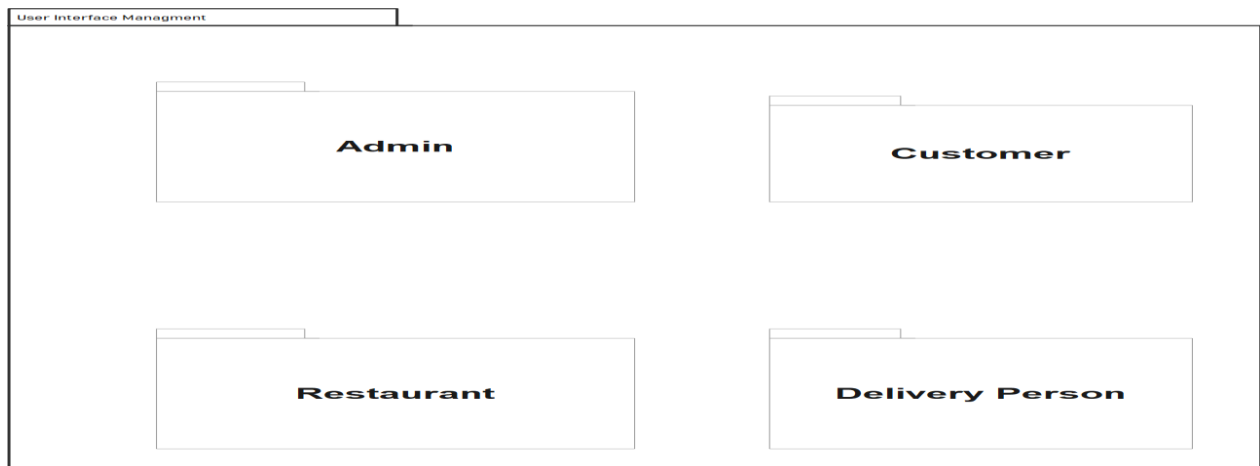 User Interface Managment
Admin
Customer
Restaurant
Delivery Person